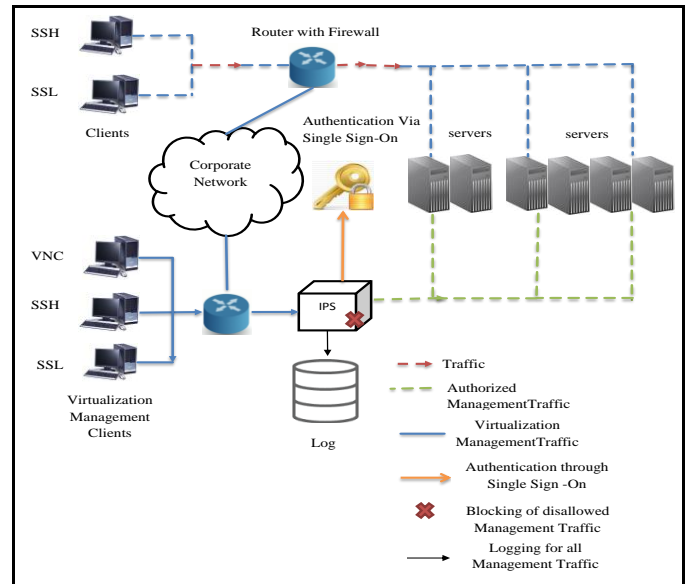 SSH
Router with Firewall
SSL
Clients
Authentication Via
Single Sign-On
servers
servers
Corporate
Network
VNC
SSH
SSL
IPS
Virtualization
Management
Clients
Log
Traffic
Authorized
ManagementTraffic
Virtualization
ManagementTraffic
Authentication through
Single Sign -On
Blocking of disallowed
Management Traffic
Logging for all
Management Traffic